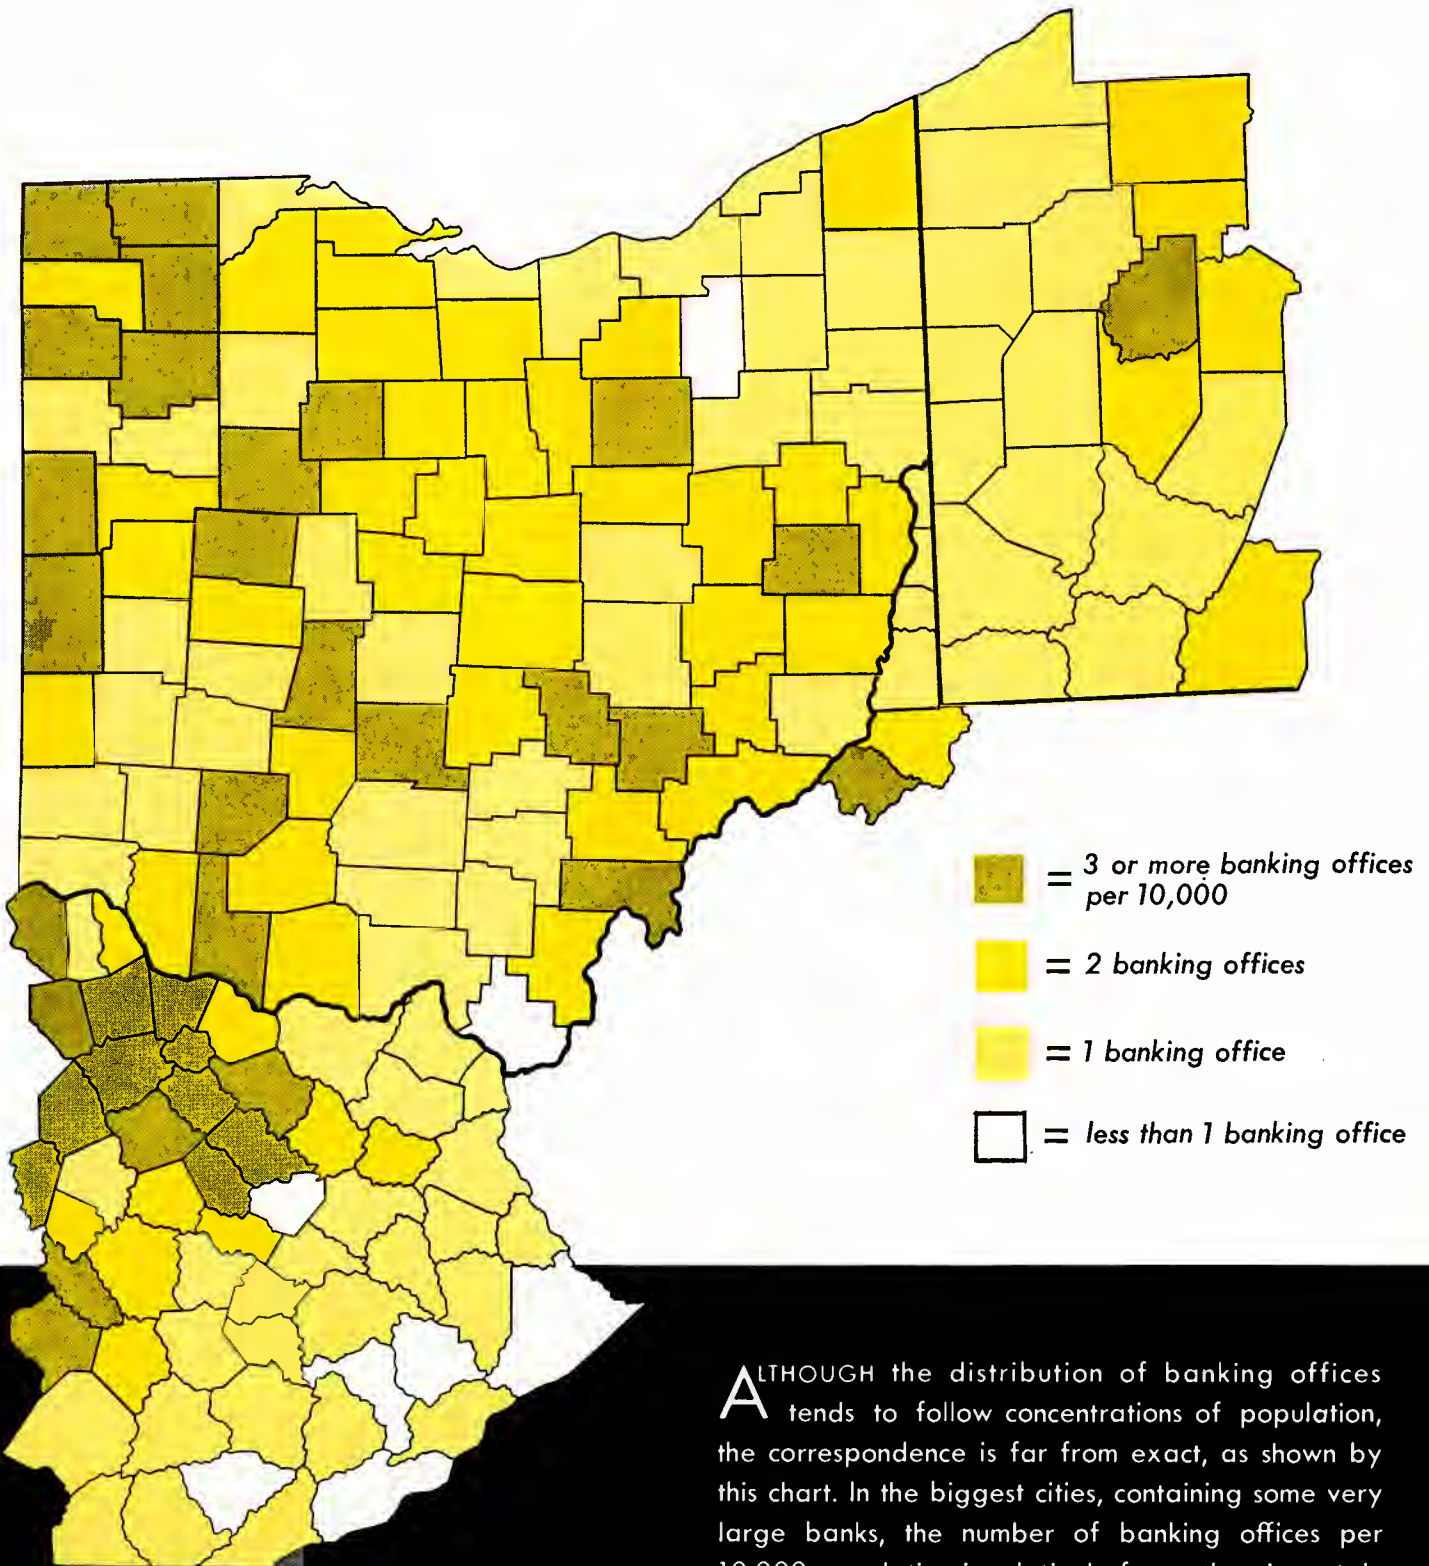 = 3 or more banking offices
per 10,000
= 2 banking offices
= 1 banking office
= less than 1 banking office
ALTHOUGH the distribution of banking offices
tends to follow concentrations of population,
the correspondence is far from exact, as shown by
this chart. In the biggest cities, containing some very
large banks, the number of banking offices per